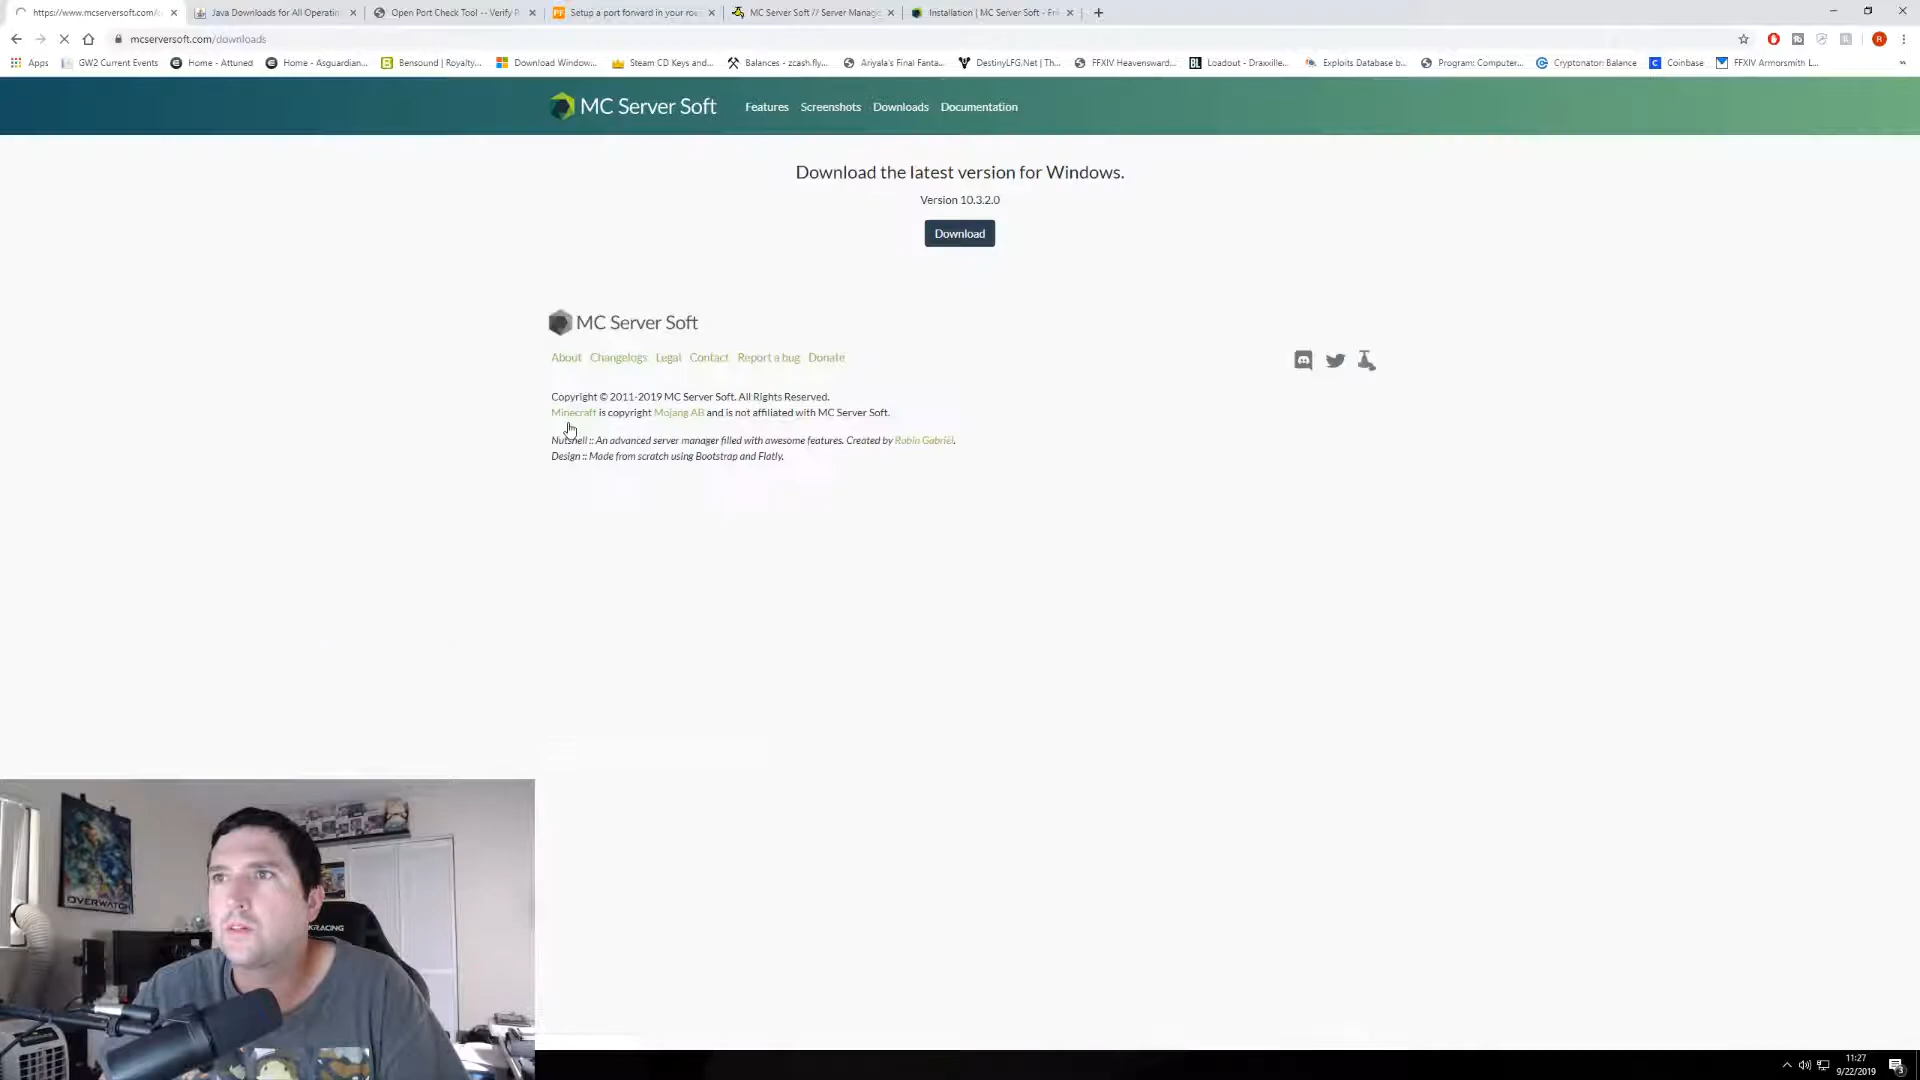 https://www.mcserversoft.com/
Java Downloads for All Operatin
Open Port Check Tool -- Verify P
Setup a port forward in your rou
MC Server Soft // Server Manag
Installation | MC Server Soft - Fr
mcserversoft.com/downloads
Apps
GW2 Current Events
Home - Attuned
Home - Asguardian...
Bensound | Royalty...
Download Window...
Steam CD Keys and...
Balances - zcash.fly...
Ariyala's Final Fanta...
DestinyLFG.Net | Th...
FFXIV Heavensward...
Loadout - Draxxille...
Exploits Database b...
Program: Computer...
Cryptonator: Balance
Coinbase
FFXIV Armorsmith L...
MC Server Soft
Features
Screenshots
Downloads
Documentation
Download the latest version for Windows.
Version 10.3.2.0
Download
MC Server Soft
About Changelogs Legal Contact Report a bug Donate
Copyright © 2011-2019 MC Server Soft. All Rights Reserved.
Minecraft is copyright Mojang AB and is not affiliated with MC Server Soft.
Nutshell :: An advanced server manager filled with awesome features. Created by Rubin Gabriël.
Design :: Made from scratch using Bootstrap and Flatly.
OVERWATCH
RACING
11:27
9/22/2019